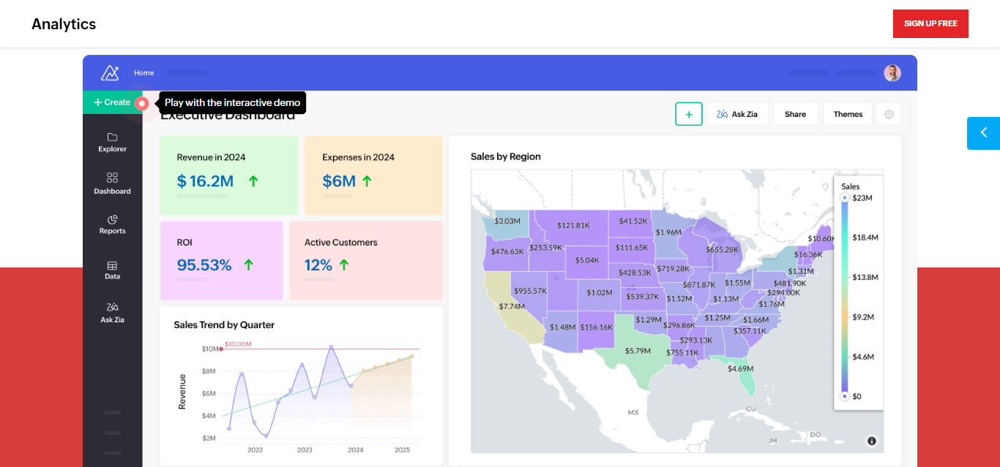 Analytics
SIGN UP FREE
Home
+ Create
Play with the interactive demo
Executive Dashboard
+
Ask Zia
Share
Themes
Explorer
Dashboard
Reports
Data
Ask Zia
Revenue in 2024
$ 16.2M
Expenses in 2024
$6M
ROI
95.53%
Active Customers
12%
Sales Trend by Quarter
$10.00M
$10M
$8M
$6M
$4M
$2M
Revenue
2022
2023
2024
2025
Sales by Region
$3.03M
$121.81K
$41.52K
$1.96M
$476.63K
$253.59K
$5.04K
$111.65K
$655.28K
$10.60K
$16.36K
$1.31M
$428.53K
$719.28K
$871.87K
$1.55M
$481.90K
$294.00K
$955.57K
$1.02M
US
$539.37K
$1.52M
$1.13M
$1.76M
$7.74M
$1.48M
$156.16K
$1.29M
$296.86K
$1.25M
$1.66M
$357.11K
$293.13K
$5.79M
$755.11K
$4.69M
MX
CU
JM
DO
Sales
$23M
$18.4M
$13.8M
$9.2M
$4.6M
$0